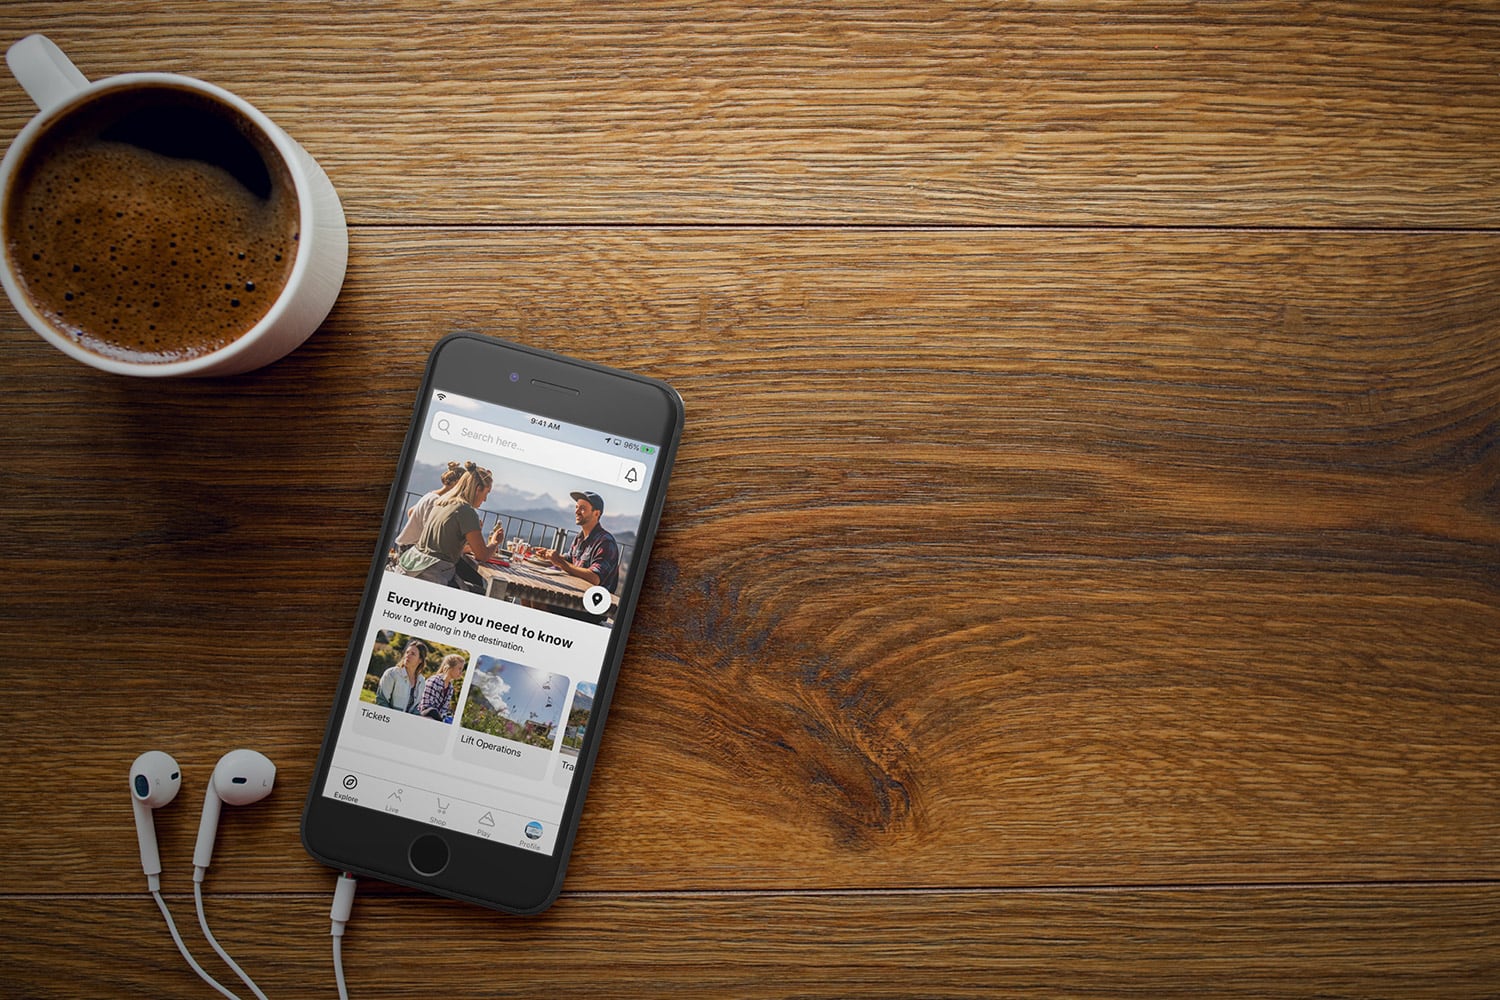 9:41 AM
96%
Search here...
Everything you need to know
How to get along in the destination.
Tickets
Lift Operations
Tra
Explore
Live
Shop
Play
Profile
R
L